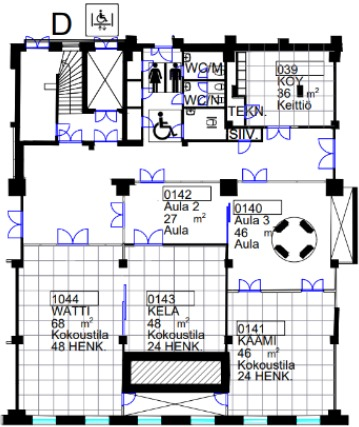 D
WC/M
WC/N
TEKN.
SIIV.
039
KOY
36 m²
Keittiö
0142
Aula 2
27 m²
Aula
0140
Aula 3
46 m²
Aula
1044
WATTI
68 m²
Kokoustila
48 HENK.
0143
KELA
48 m²
Kokoustila
24 HENK.
0141
KAAMI
46 m²
Kokoustila
24 HENK.